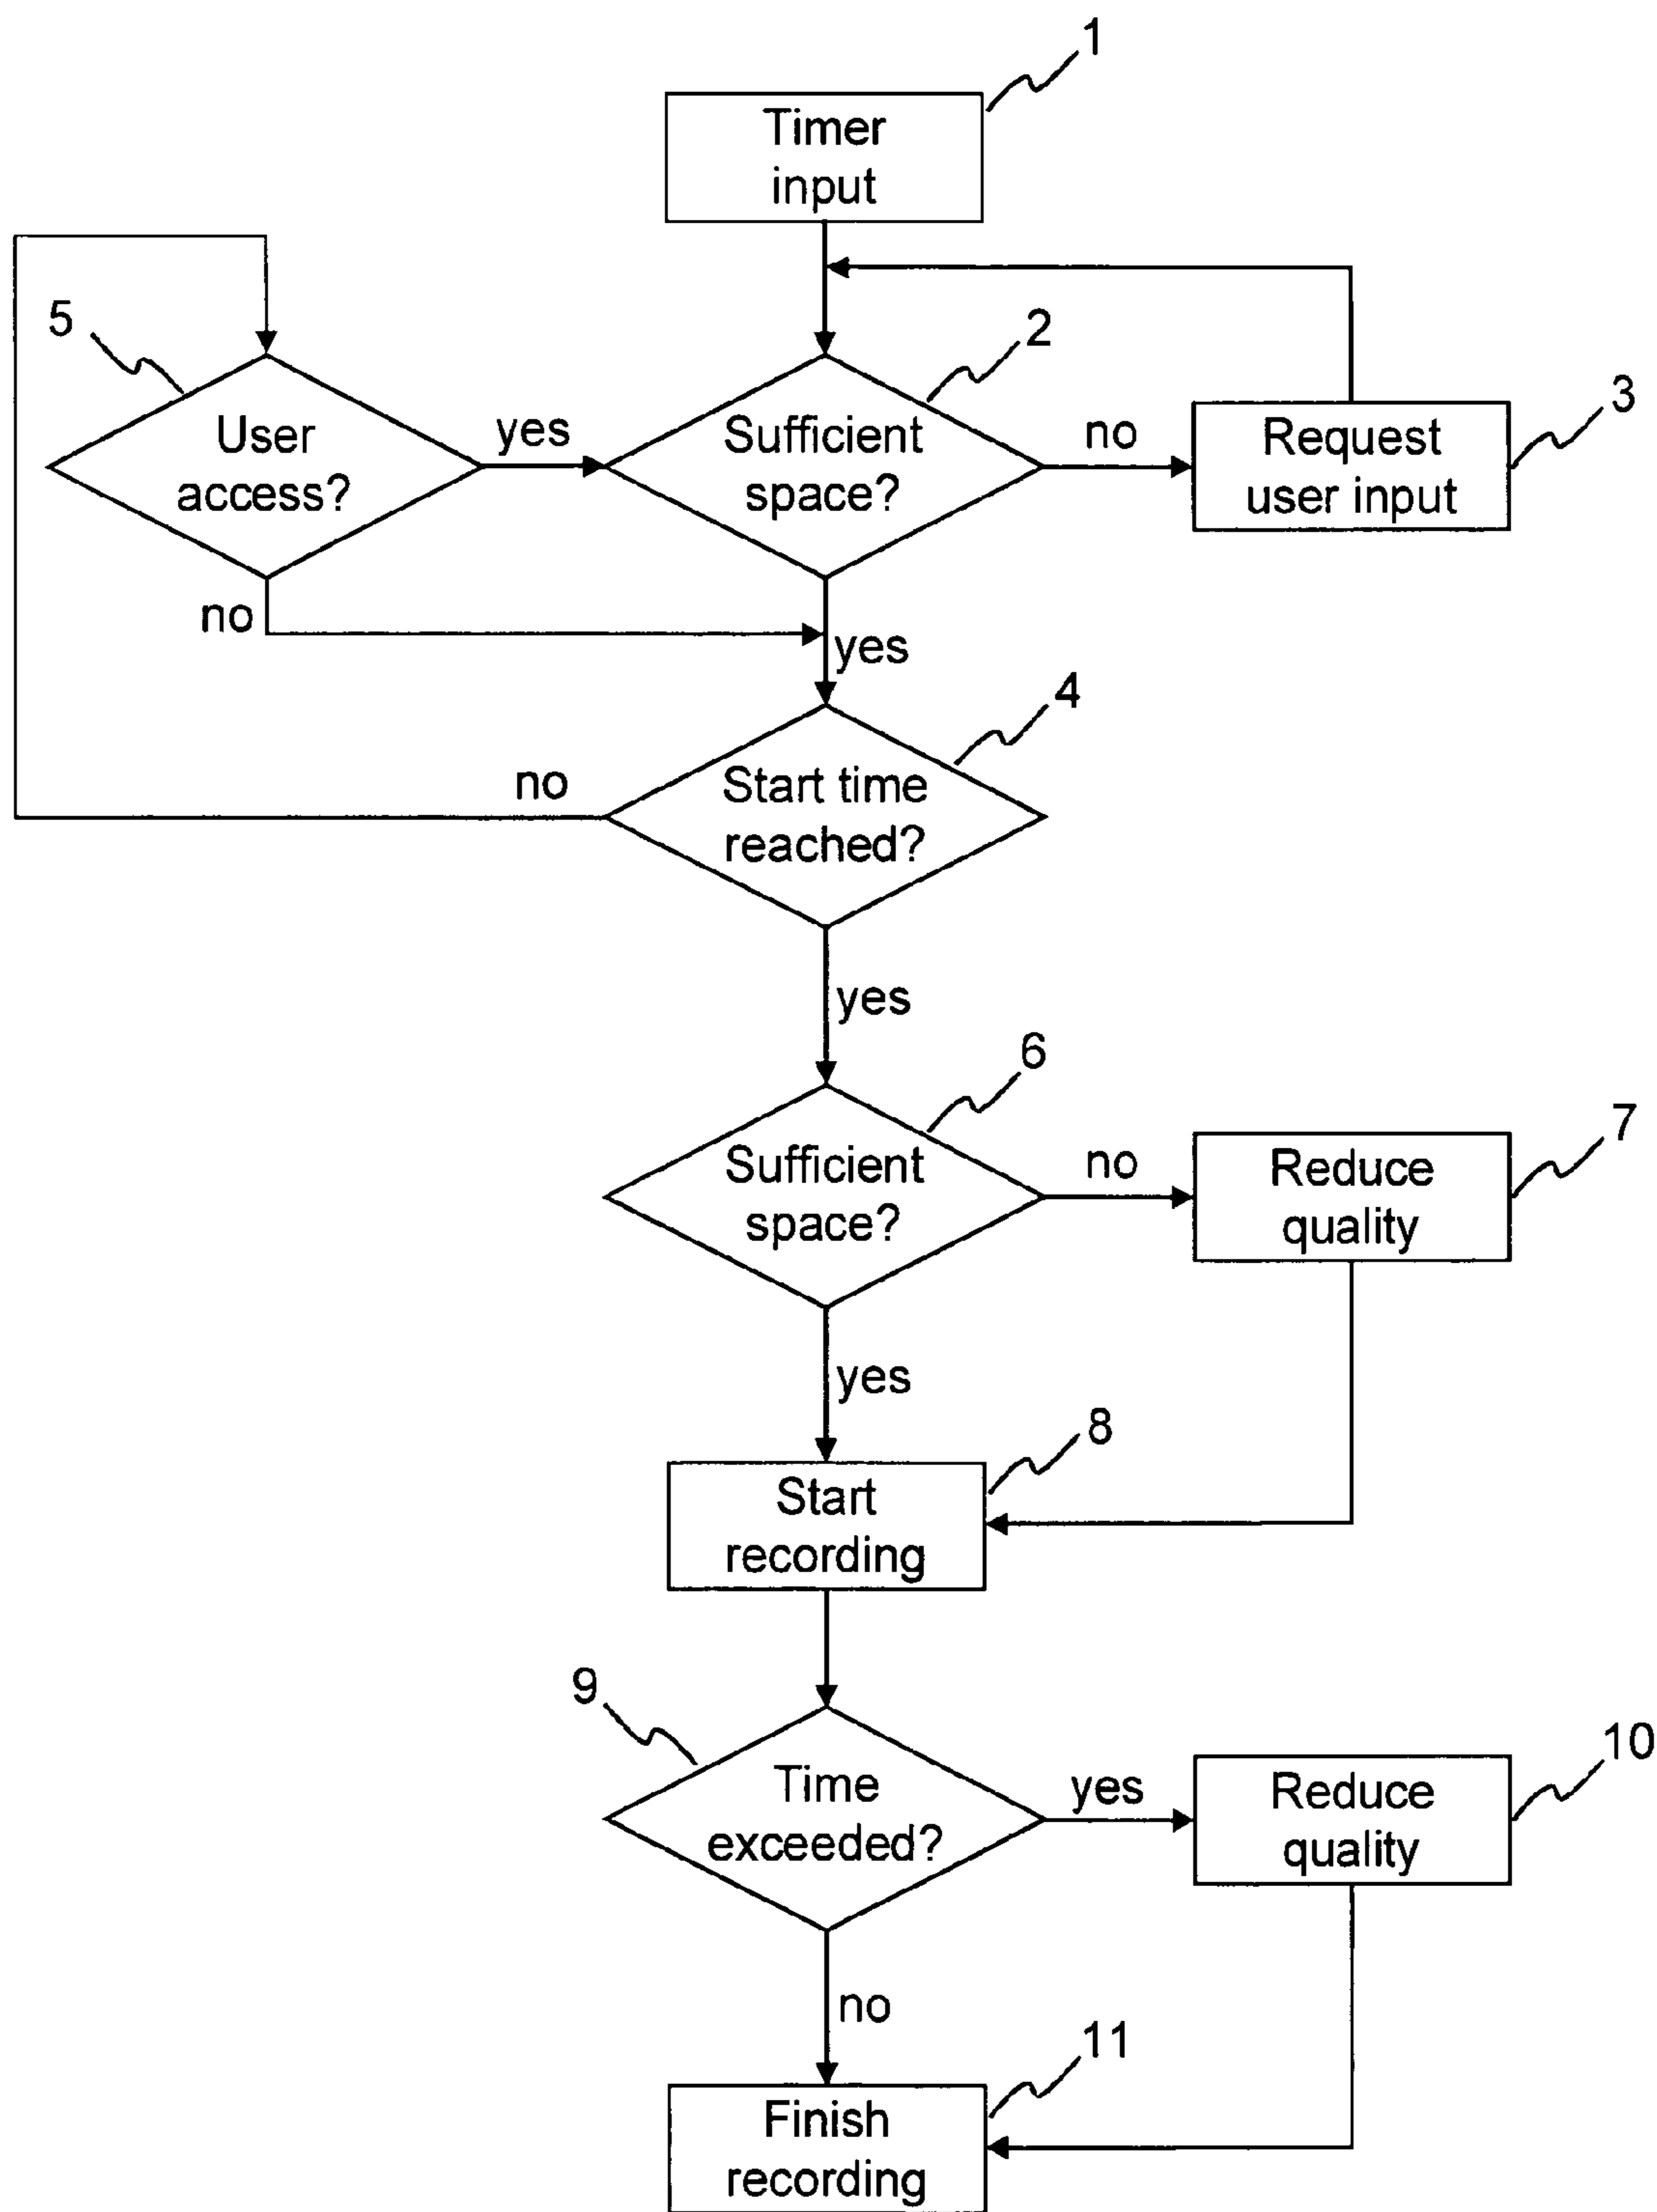 1
Timer
input
5
2
3
User
access?
yes
Sufficient
space?
no
Request
user input
no
yes
4
no
Start time
reached?
yes
6
7
Sufficient
space?
no
Reduce
quality
yes
8
Start
recording
9
10
Time
exceeded?
yes
Reduce
quality
no
11
Finish
recording